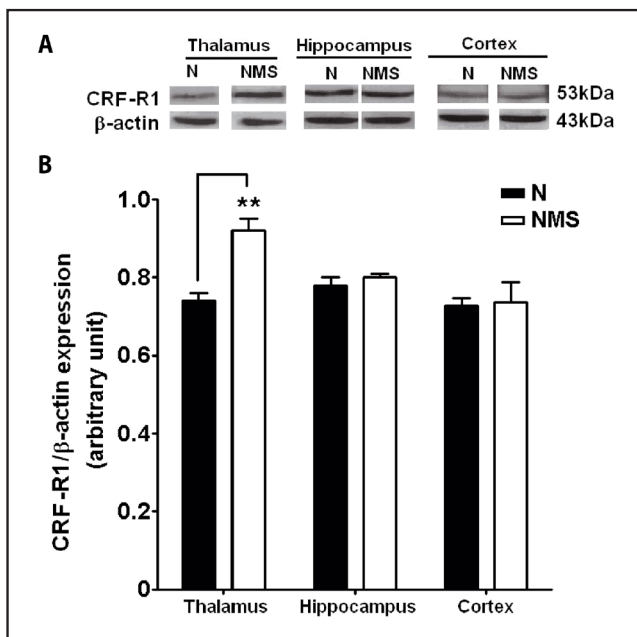 A
Thalamus Hippocampus Cortex
N NMS N NMS N NMS
CRF-R1 53kDa
β-actin 43kDa
B
CRF-R1/β-actin expression
(arbitrary unit)
1.0
0.8
0.6
0.4
0.2
0
**
N
NMS
Thalamus Hippocampus Cortex